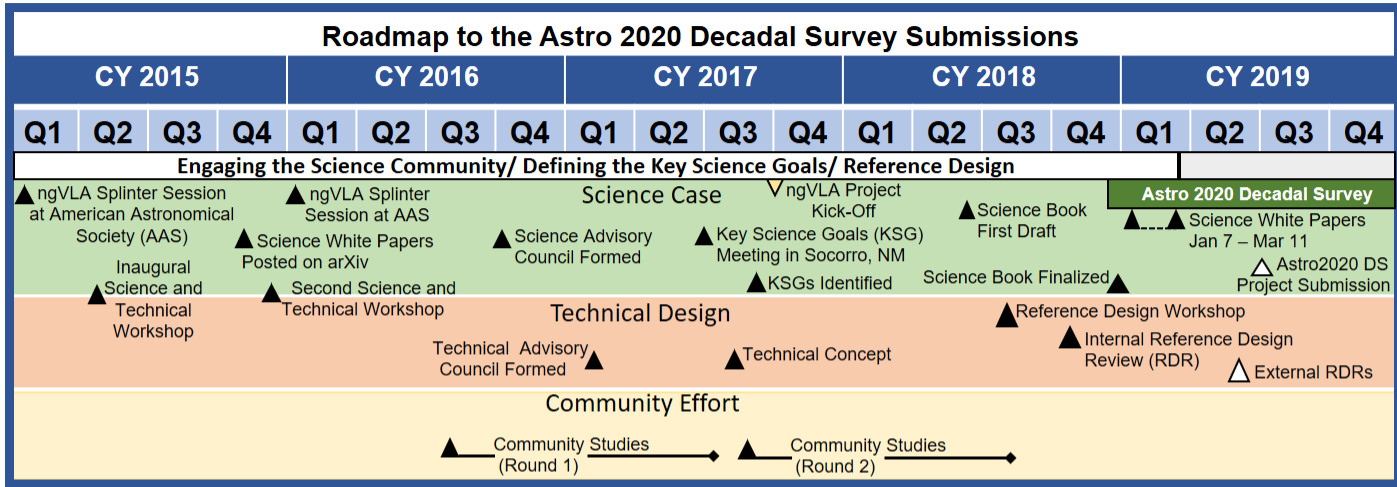 Roadmap to the Astro 2020 Decadal Survey Submissions
CY 2015 CY 2016 CY 2017 CY 2018 CY 2019
Q1 Q2 Q3 Q4 Q1 Q2 Q3 Q4 Q1 Q2 Q3 Q4 Q1 Q2 Q3 Q4 Q1 Q2 Q3 Q4
Engaging the Science Community/ Defining the Key Science Goals/ Reference Design
Science Case
Astro 2020 Decadal Survey
ngVLA Splinter Session
at American Astronomical
Society (AAS)
Inaugural
Science and
Technical
Workshop
ngVLA Splinter
Session at AAS
Science White Papers
Posted on arXiv
Second Science and
Technical Workshop
Science Advisory
Council Formed
ngVLA Project
Kick-Off
Key Science Goals (KSG)
Meeting in Socorro, NM
KSGs Identified
Science Book
First Draft
Science Book Finalized
Science White Papers
Jan 7 – Mar 11
Astro2020 DS
Project Submission
Technical Design
Technical Advisory
Council Formed
Technical Concept
Reference Design Workshop
Internal Reference Design
Review (RDR)
External RDRs
Community Effort
Community Studies
(Round 1)
Community Studies
(Round 2)